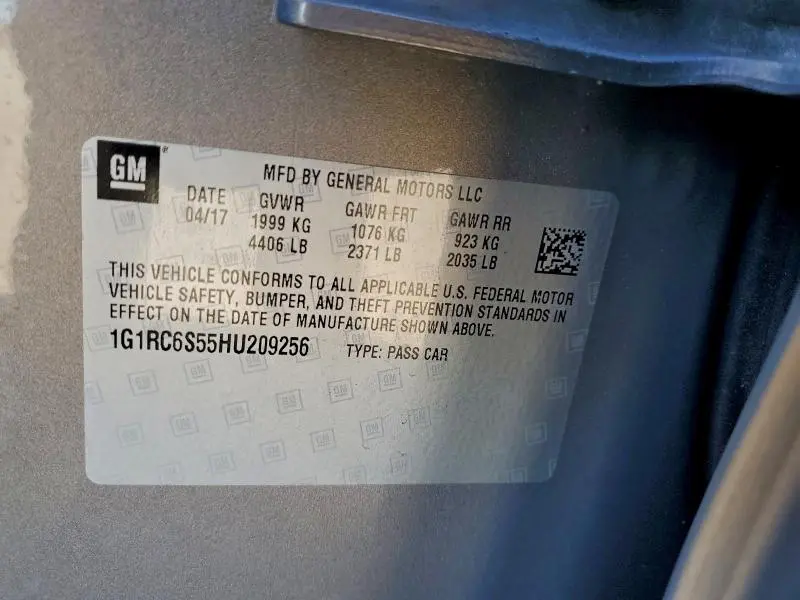 GM
MFD BY GENERAL MOTORS LLC
DATE GVWR GAWR FRT GAWR RR
04/17 1999 KG 1076 KG 923 KG
4406 LB 2371 LB 2035 LB
THIS VEHICLE CONFORMS TO ALL APPLICABLE U.S. FEDERAL MOTOR
VEHICLE SAFETY, BUMPER, AND THEFT PREVENTION STANDARDS IN
EFFECT ON THE DATE OF MANUFACTURE SHOWN ABOVE.
1G1RC6S55HU209256 TYPE: PASS CAR